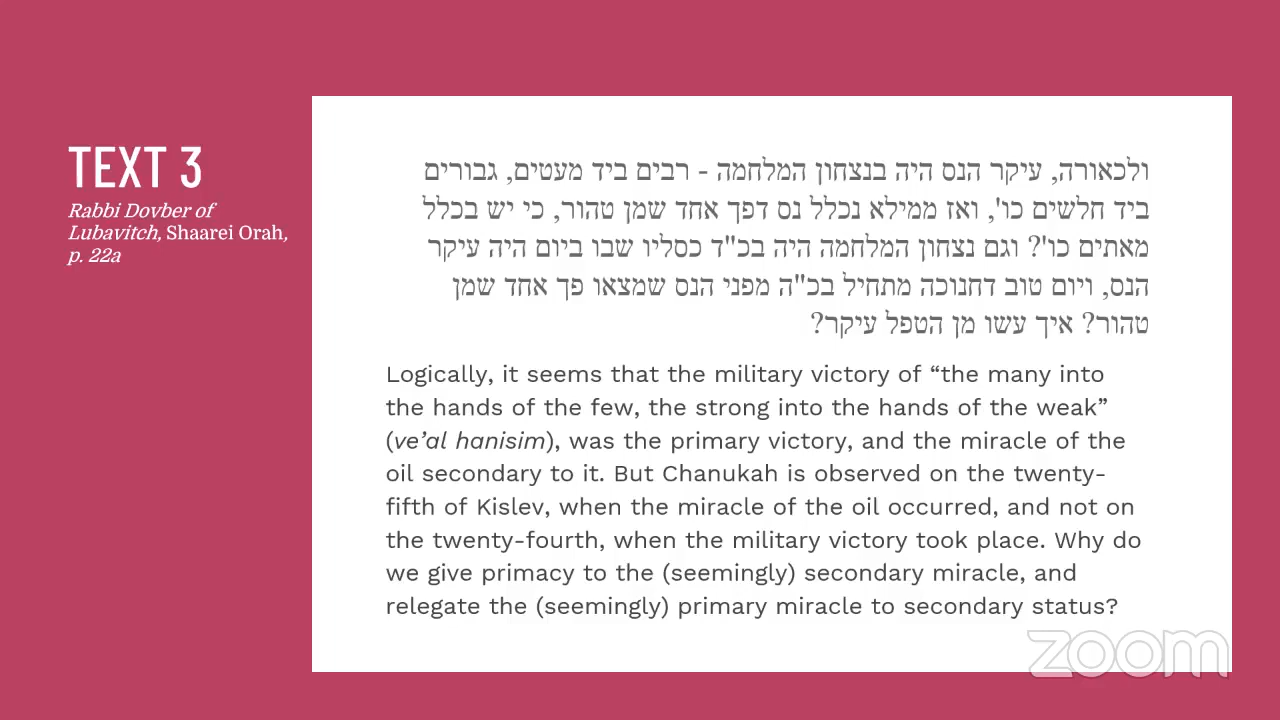 TEXT 3
Rabbi Dovber of
Lubavitch, Shaarei Orah,
p. 22a
ולכאורה, עיקר הנס היה בנצחון המלחמה - רבים ביד מעטים, גבורים
ביד חלשים כו', ואז ממילא נכלל נס דפך אחד שמן טהור, כי יש בכלל
מאתים כו'? וגם נצחון המלחמה היה בכ"ד כסליו שבו ביום היה עיקר
הנס, ויום טוב דחנוכה מתחיל בכ"ה מפני הנס שמצאו פך אחד שמן
טהור? איך עשו מן הטפל עיקר?
Logically, it seems that the military victory of “the many into
the hands of the few, the strong into the hands of the weak”
(ve’al hanisim), was the primary victory, and the miracle of the
oil secondary to it. But Chanukah is observed on the twenty-
fifth of Kislev, when the miracle of the oil occurred, and not on
the twenty-fourth, when the military victory took place. Why do
we give primacy to the (seemingly) secondary miracle, and
relegate the (seemingly) primary miracle to secondary status?
zoom